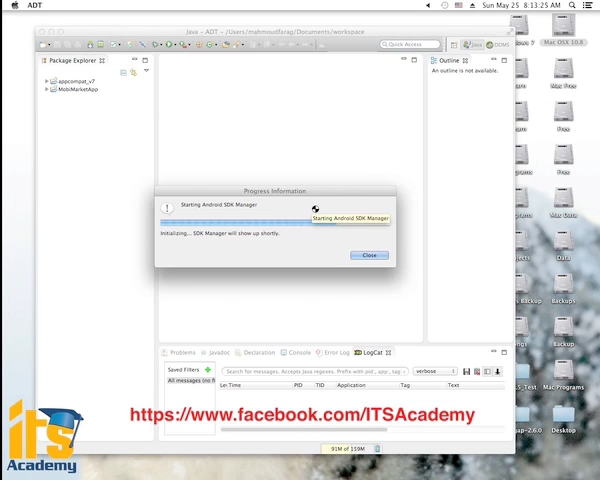 ADT
Sun May 25 8:13:25 AM
Java - ADT - /Users/mahmoudfarag/Documents/workspace
Quick Access
Java
DDMS
Package Explorer
appcompat_v7
MobiMarketApp
Outline
An outline is not available.
Progress Information
Starting Android SDK Manager
Starting Android SDK Manager
Initializing... SDK Manager will show up shortly.
Close
Problems
Javadoc
Declaration
Console
Error Log
LogCat
Saved Filters
All messages (no f
Search for messages. Accepts Java regexes. Prefix with pid:, app:, tag:
verbose
Time
PID
TID
Application
Tag
Text
91M of 159M
https://www.facebook.com/ITSAcademy
its
Academy
Mac OSX 10.8
Mac Free
Free
Free
Mac Data
Data
Backups
Backup
Mac Programs
Desktop